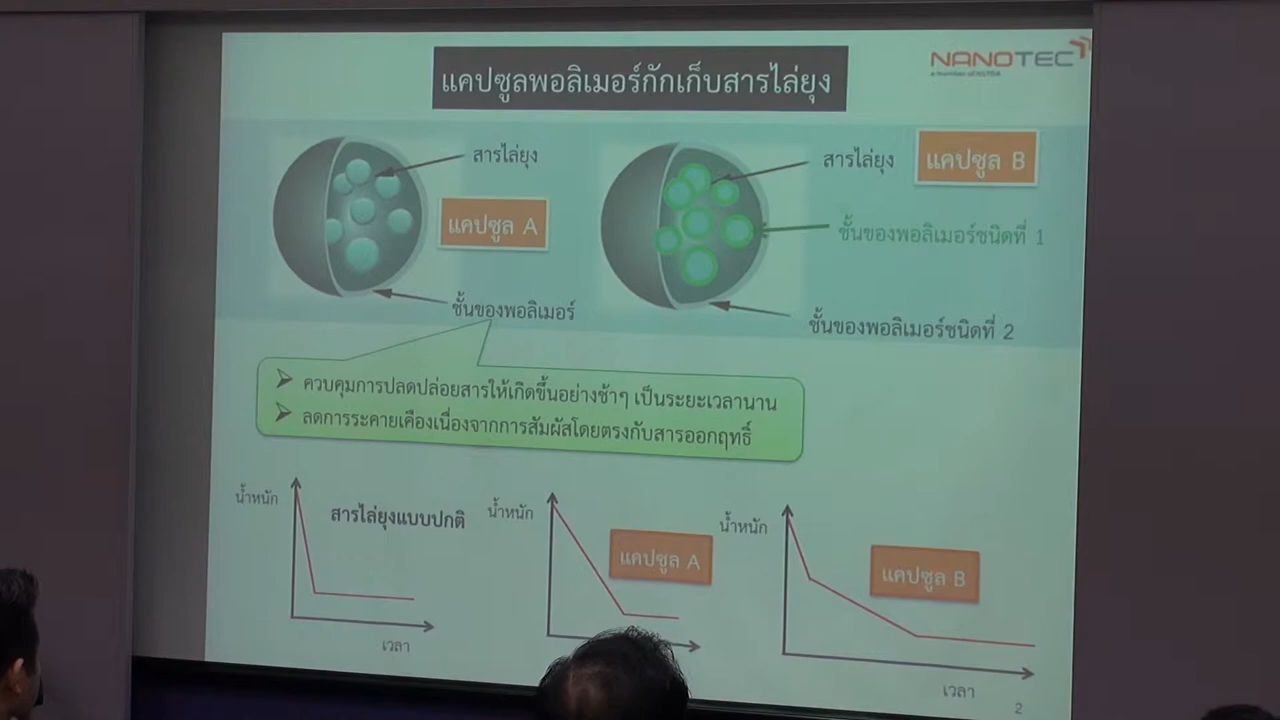 แคปซูลพอลิเมอร์กักเก็บสารไล่ยุง
NANOTEC
a member of NSTDA
สารไล่ยุง
แคปซูล A
ชั้นของพอลิเมอร์
สารไล่ยุง
แคปซูล B
ชั้นของพอลิเมอร์ชนิดที่ 1
ชั้นของพอลิเมอร์ชนิดที่ 2
ควบคุมการปลดปล่อยสารให้เกิดขึ้นอย่างช้าๆ เป็นระยะเวลานาน
ลดการระคายเคืองเนื่องจากการสัมผัสโดยตรงกับสารออกฤทธิ์
น้ำหนัก
สารไล่ยุงแบบปกติ
เวลา
น้ำหนัก
แคปซูล A
น้ำหนัก
แคปซูล B
เวลา
2